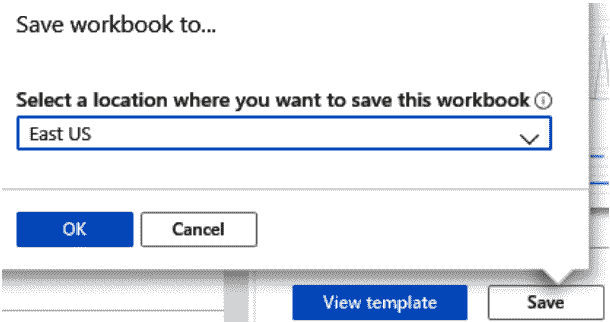 Save workbook to...
Select a location where you want to save this workbook
East US
OK Cancel
View template Save